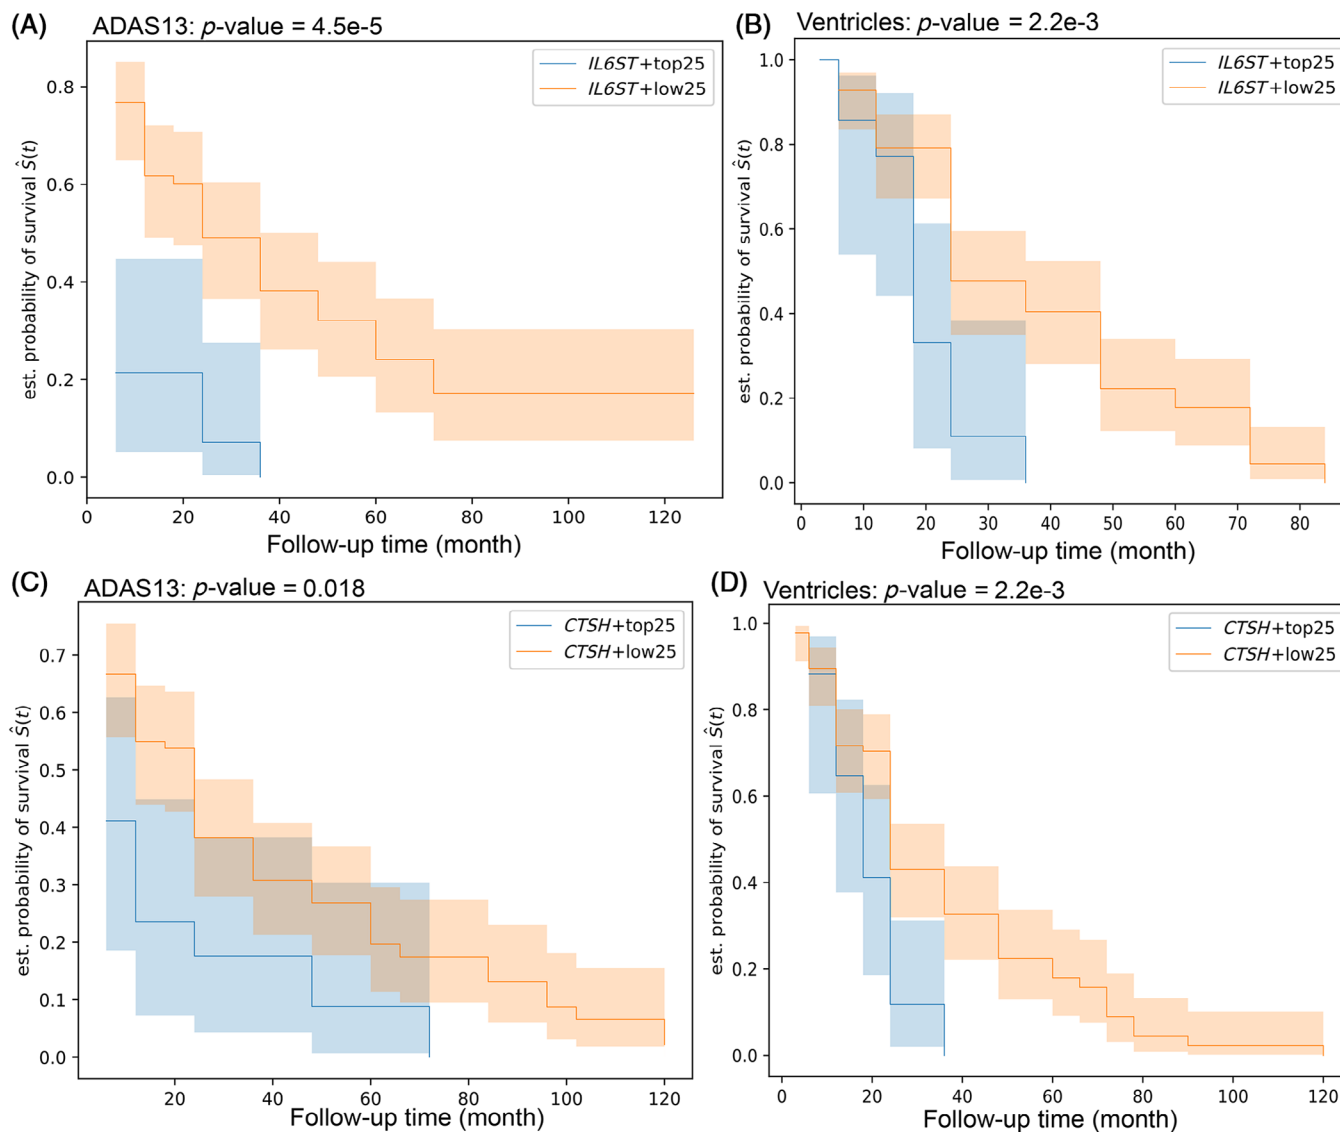 (A)
ADAS13: p-value = 4.5e-5
IL6ST+top25
IL6ST+low25
est. probability of survival Ŝ(t)
0.8
0.6
0.4
0.2
0.0
0 20 40 60 80 100 120
Follow-up time (month)
(B)
Ventricles: p-value = 2.2e-3
IL6ST+top25
IL6ST+low25
est. probability of survival Ŝ(t)
1.0
0.8
0.6
0.4
0.2
0.0
0 10 20 30 40 50 60 70 80
Follow-up time (month)
(C)
ADAS13: p-value = 0.018
CTSH+top25
CTSH+low25
est. probability of survival Ŝ(t)
0.7
0.6
0.5
0.4
0.3
0.2
0.1
0.0
20 40 60 80 100 120
Follow-up time (month)
(D)
Ventricles: p-value = 2.2e-3
CTSH+top25
CTSH+low25
est. probability of survival Ŝ(t)
1.0
0.8
0.6
0.4
0.2
0.0
0 20 40 60 80 100 120
Follow-up time (month)